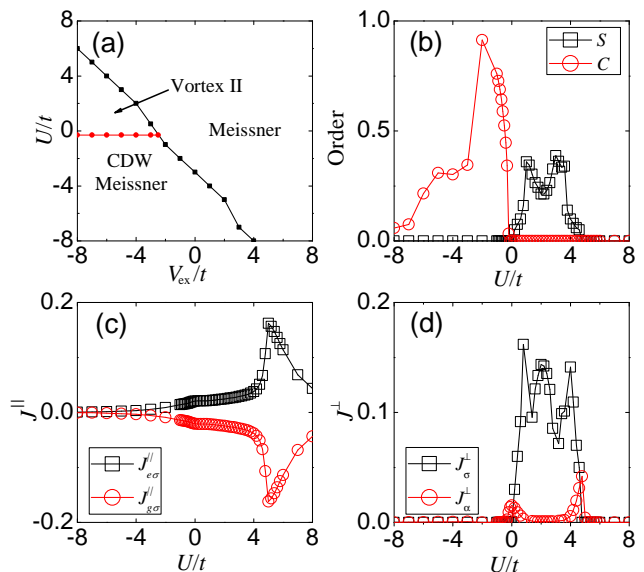 (a)
8
4
0
-4
-8
U/t
Vortex II
Meissner
CDW
Meissner
-8 -4 0 4 8
V_ex/t
(b)
S
C
1.0
0.5
0.0
Order
-8 -4 0 4 8
U/t
(c)
0.2
0.0
-0.2
J^||
J^//_eσ
J^//_gσ
-8 -4 0 4 8
U/t
(d)
0.2
0.1
0.0
J^⊥
J^⊥_σ
J^⊥_α
-8 -4 0 4 8
U/t